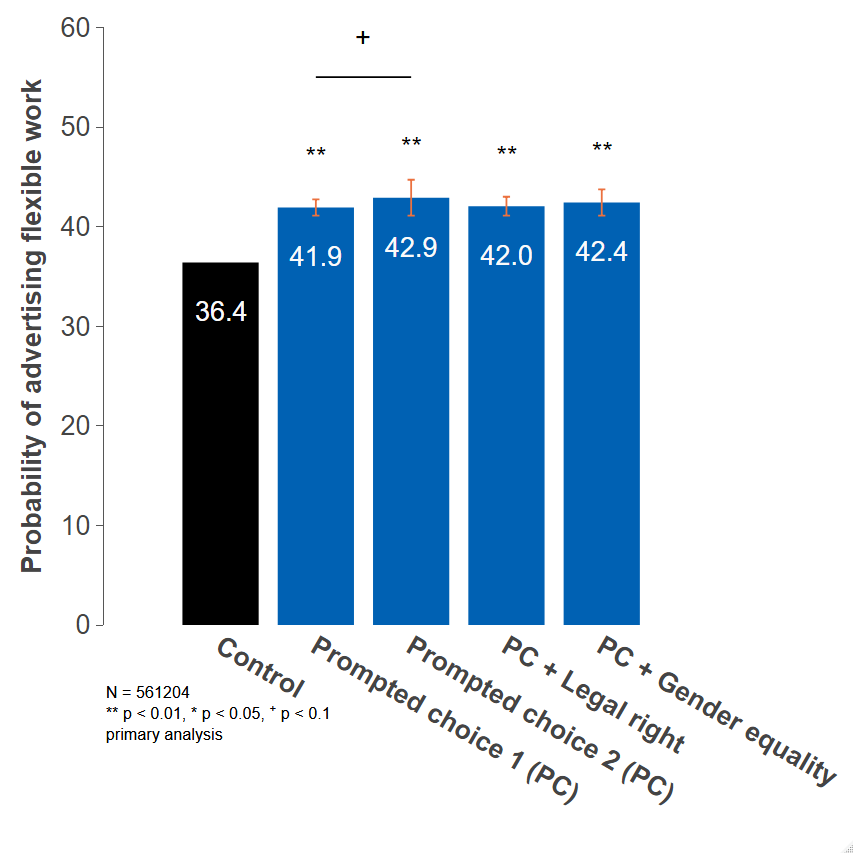 Probability of advertising flexible work
60
50
40
30
20
10
0
+
** ** ** **
36.4 41.9 42.9 42.0 42.4
Control
Prompted choice 1 (PC)
Prompted choice 2 (PC)
PC + Legal right
PC + Gender equality
N = 561204
** p < 0.01, * p < 0.05, + p < 0.1
primary analysis